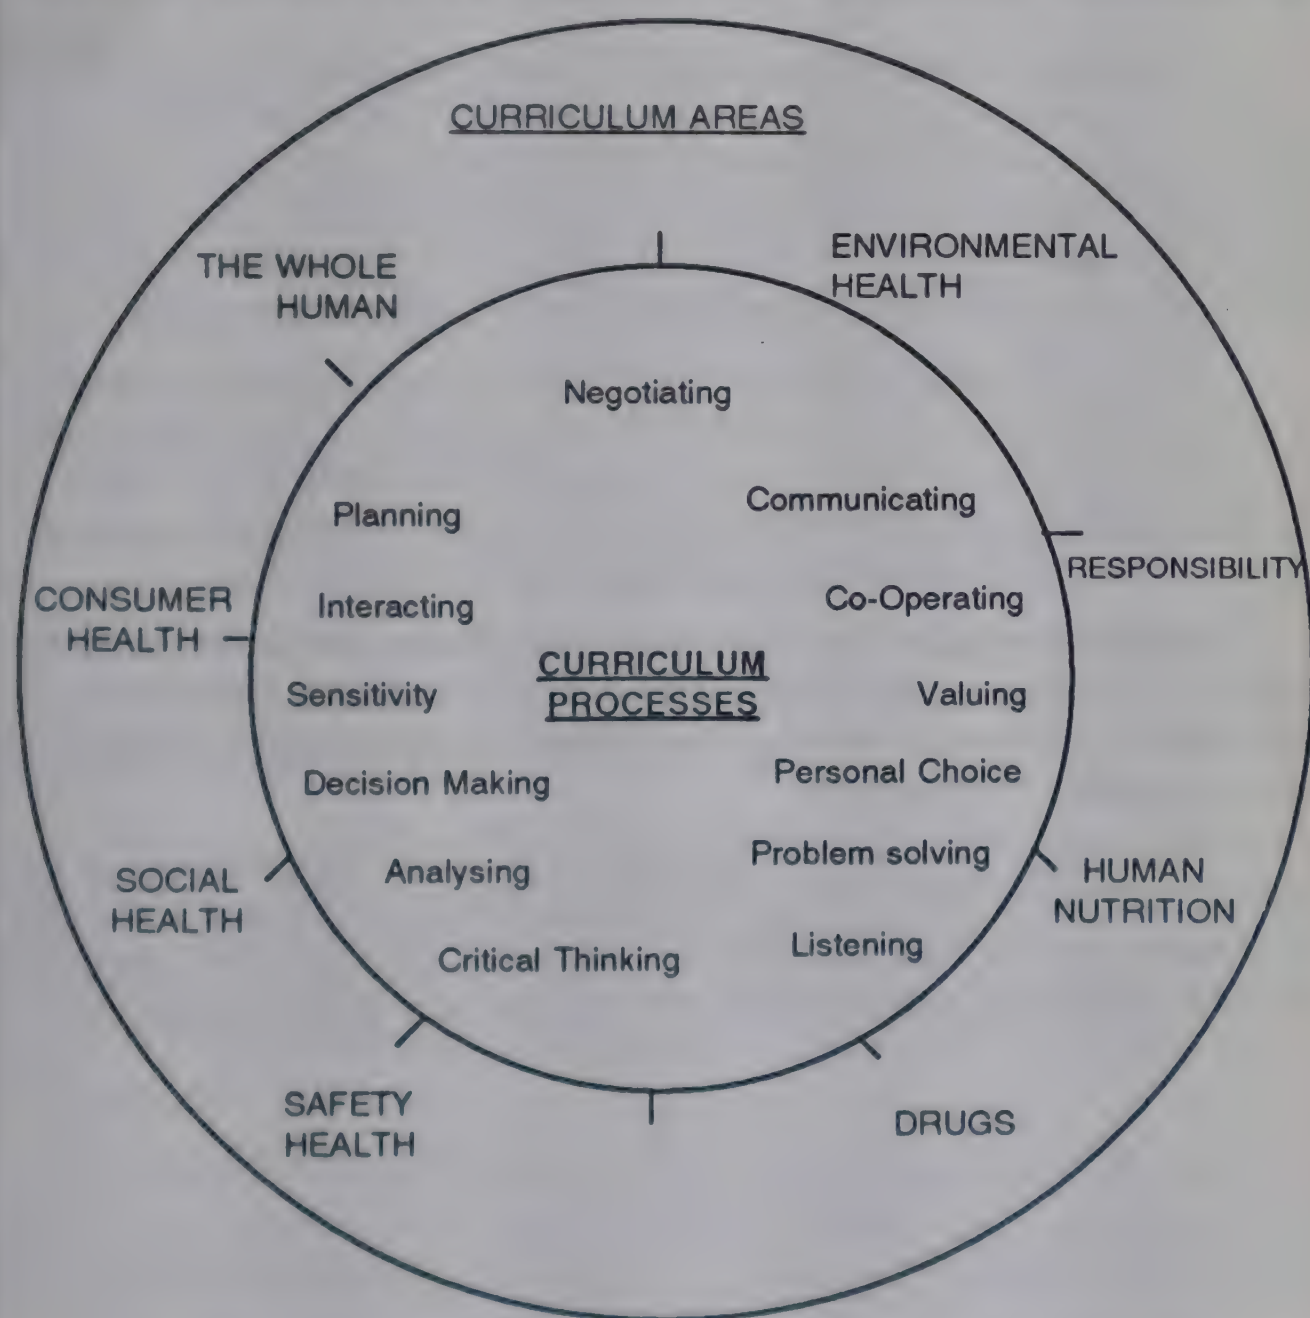 CURRICULUM AREAS
THE WHOLE
HUMAN
ENVIRONMENTAL
HEALTH
Negotiating
Planning
Communicating
CONSUMER
HEALTH
RESPONSIBILITY
Interacting
Co-Operating
CURRICULUM
PROCESSES
Sensitivity
Valuing
Decision Making
Personal Choice
SOCIAL
HEALTH
Analysing
Problem solving
HUMAN
NUTRITION
Critical Thinking
Listening
SAFETY
HEALTH
DRUGS